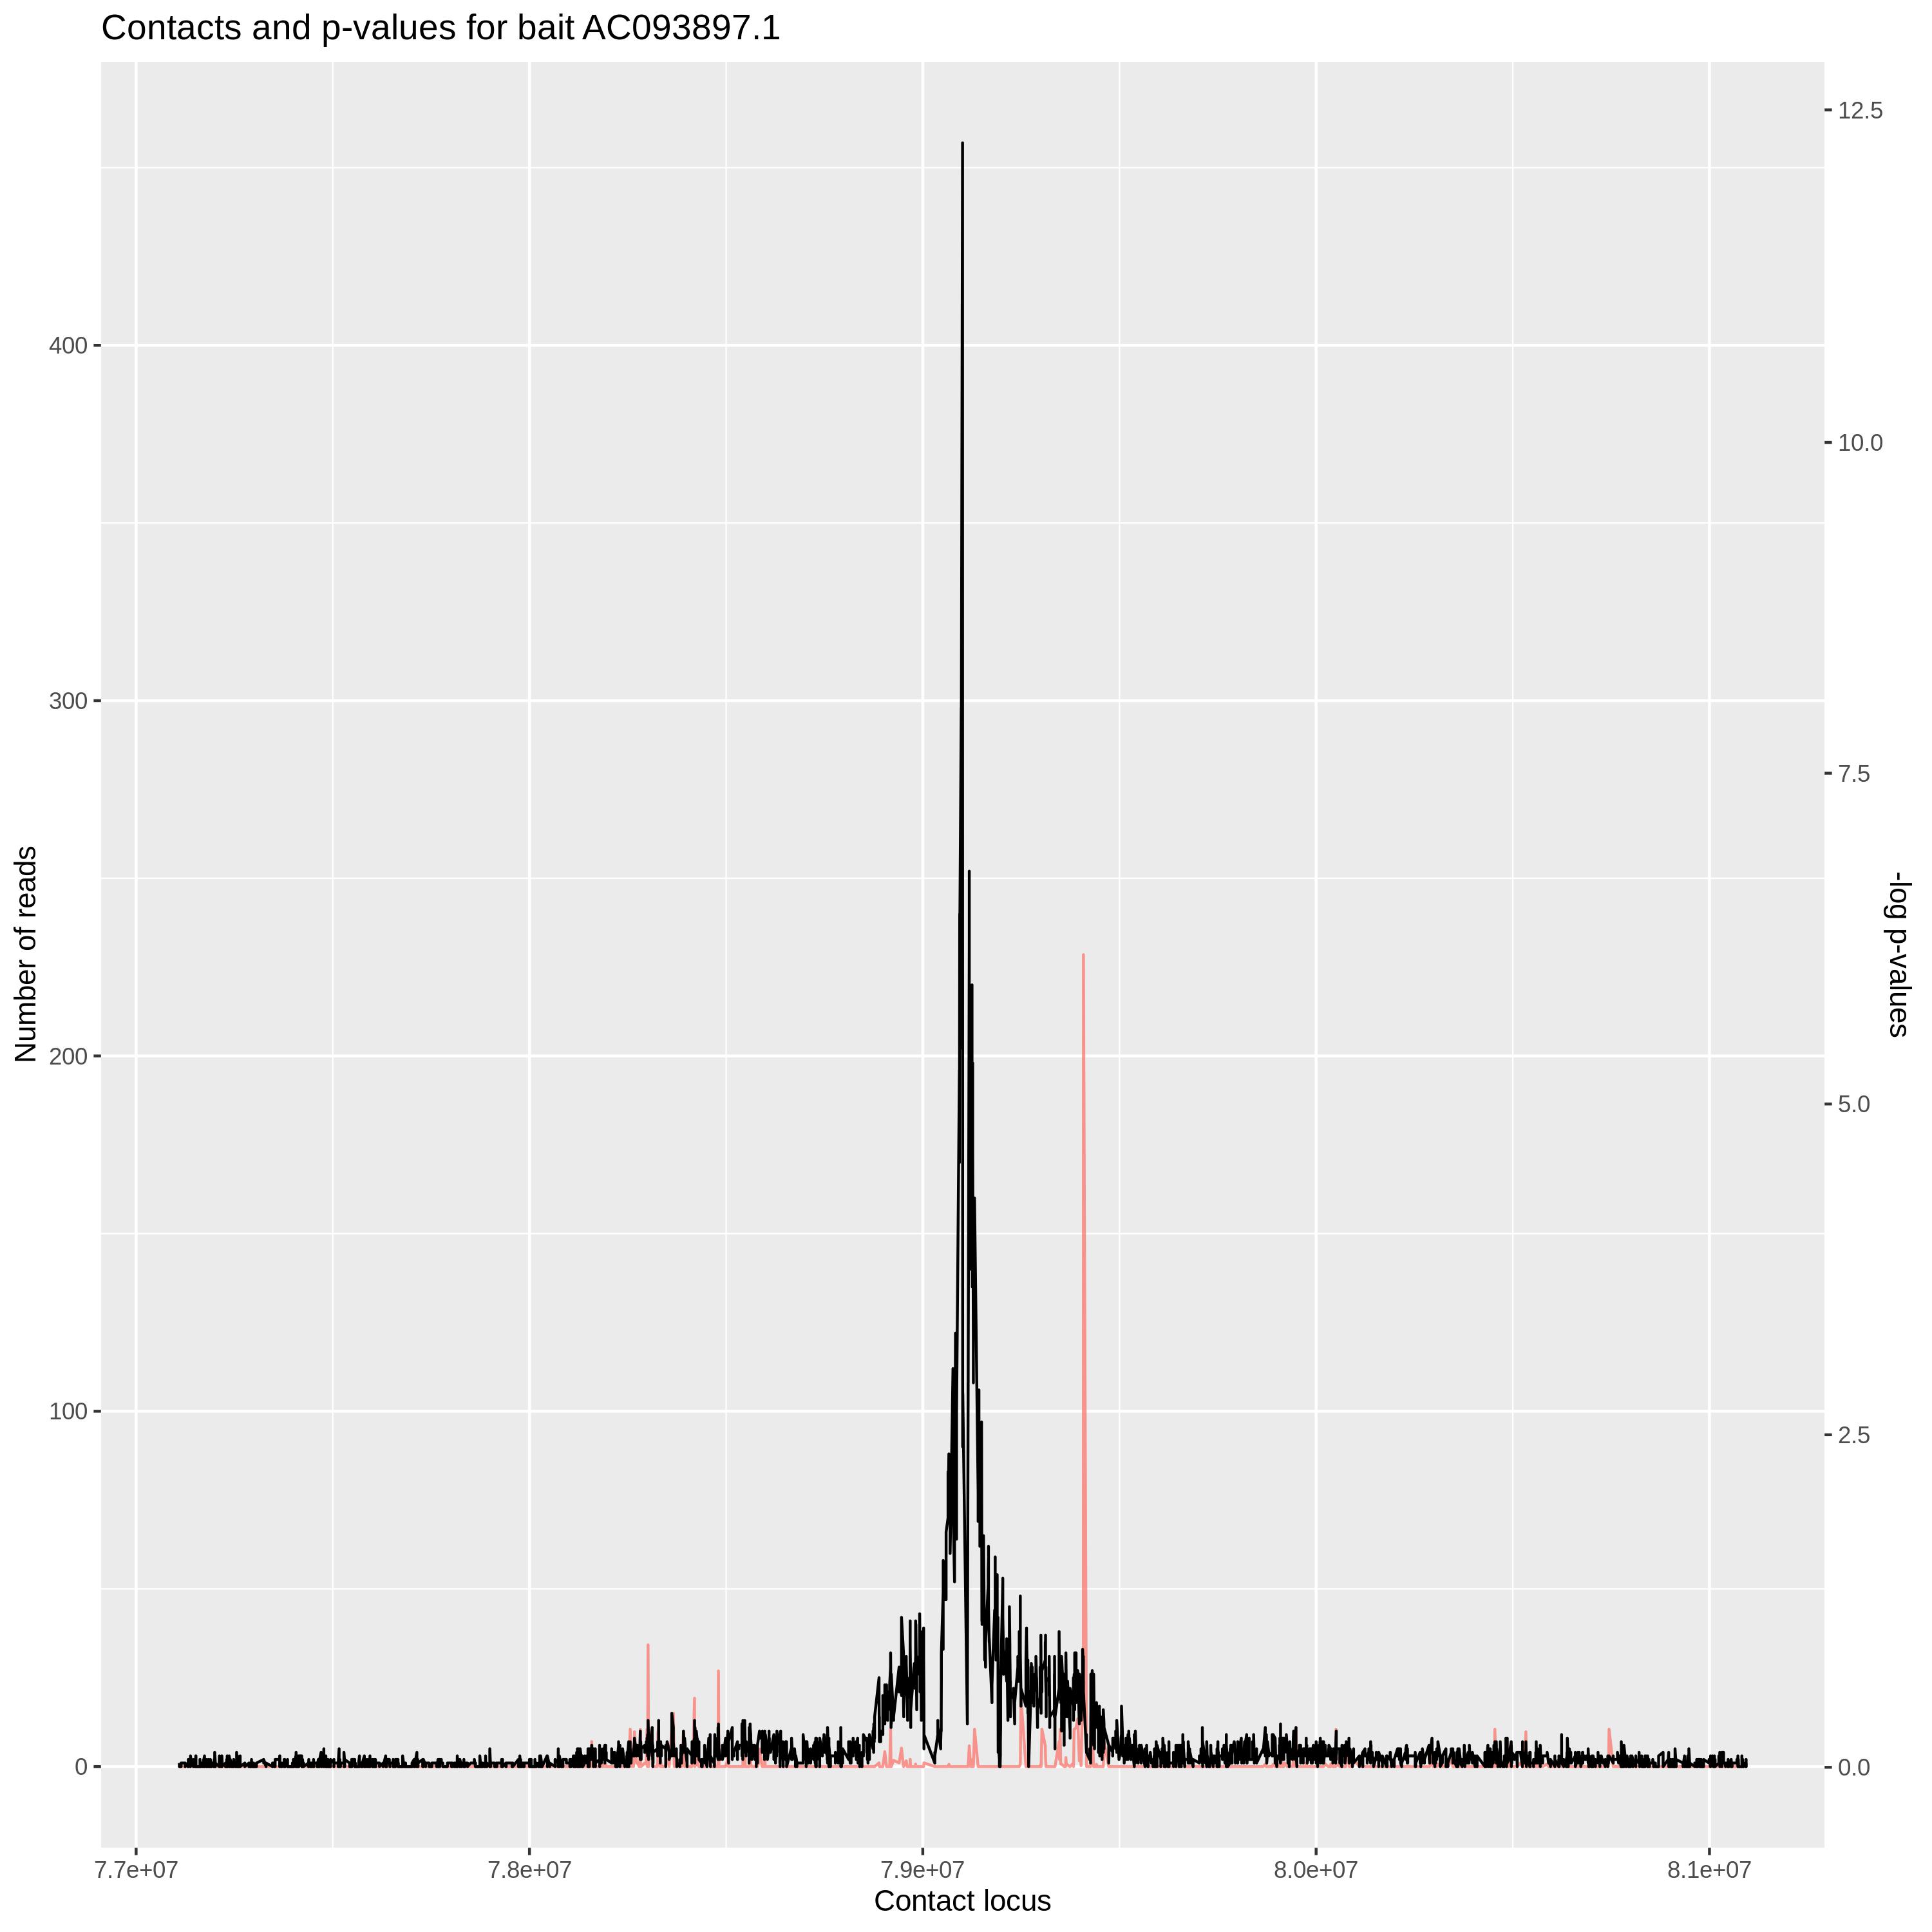 Contacts and p-values for bait AC093897.1
12.5
400
10.0
300
7.5
Number of reads
-log p-values
200
5.0
100
2.5
0
0.0
7.7e+07
7.8e+07
7.9e+07
8.0e+07
8.1e+07
Contact locus